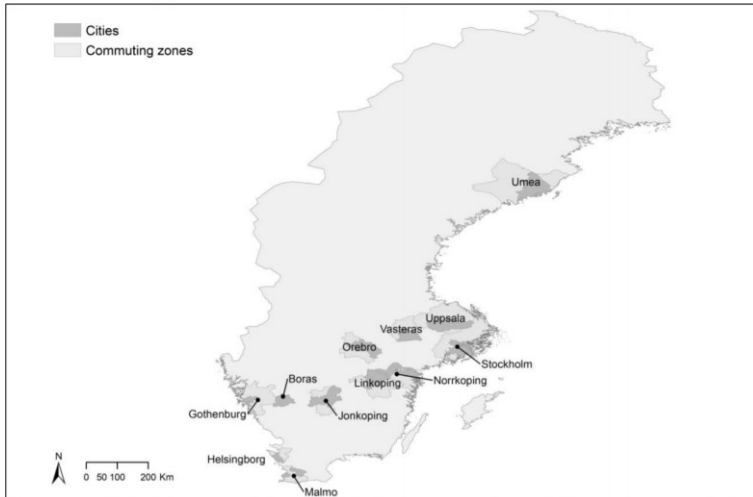 Cities
Commuting zones
Umea
Uppsala
Vasteras
Orebro
Stockholm
Boras
Linkoping
Norrkoping
Gothenburg
Jonkoping
Helsingborg
Malmo
N
0 50 100 200 Km